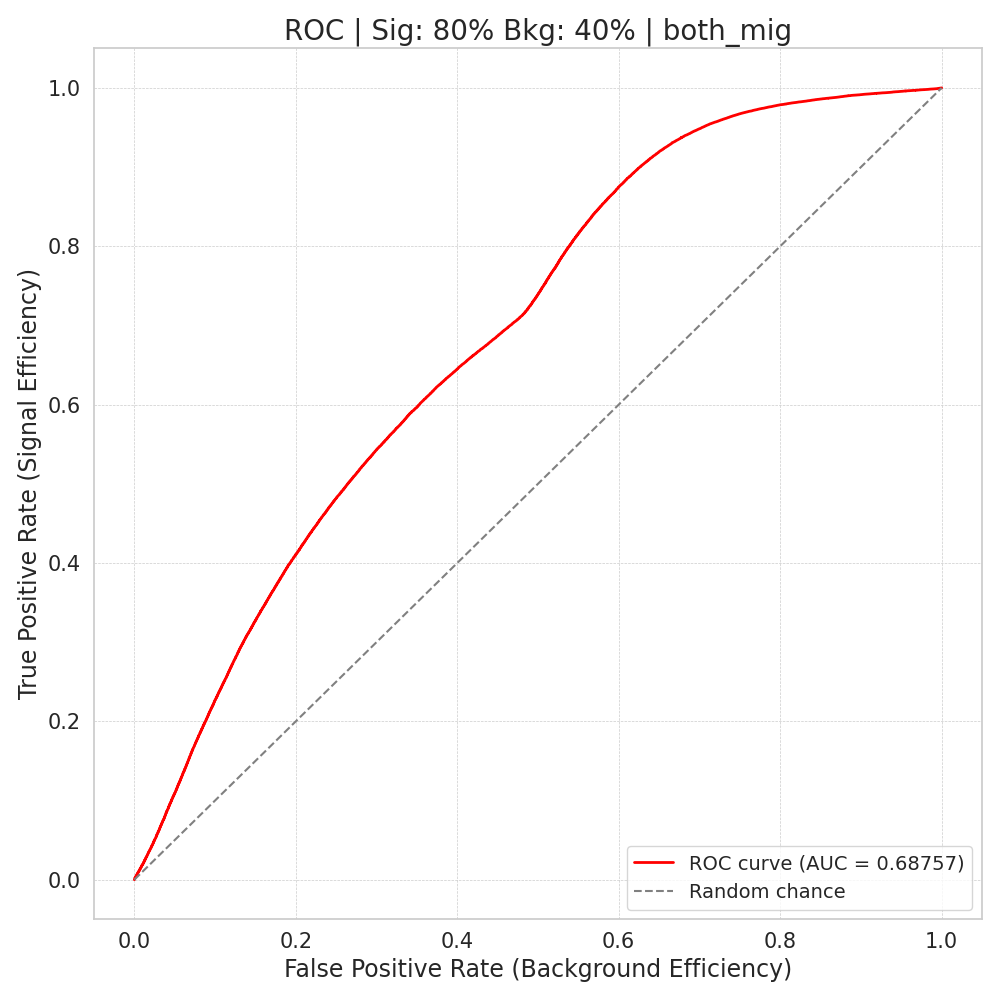 ROC | Sig: 80% Bkg: 40% | both_mig
True Positive Rate (Signal Efficiency)
1.0
0.8
0.6
0.4
0.2
0.0
ROC curve (AUC = 0.68757)
Random chance
0.0 0.2 0.4 0.6 0.8 1.0
False Positive Rate (Background Efficiency)